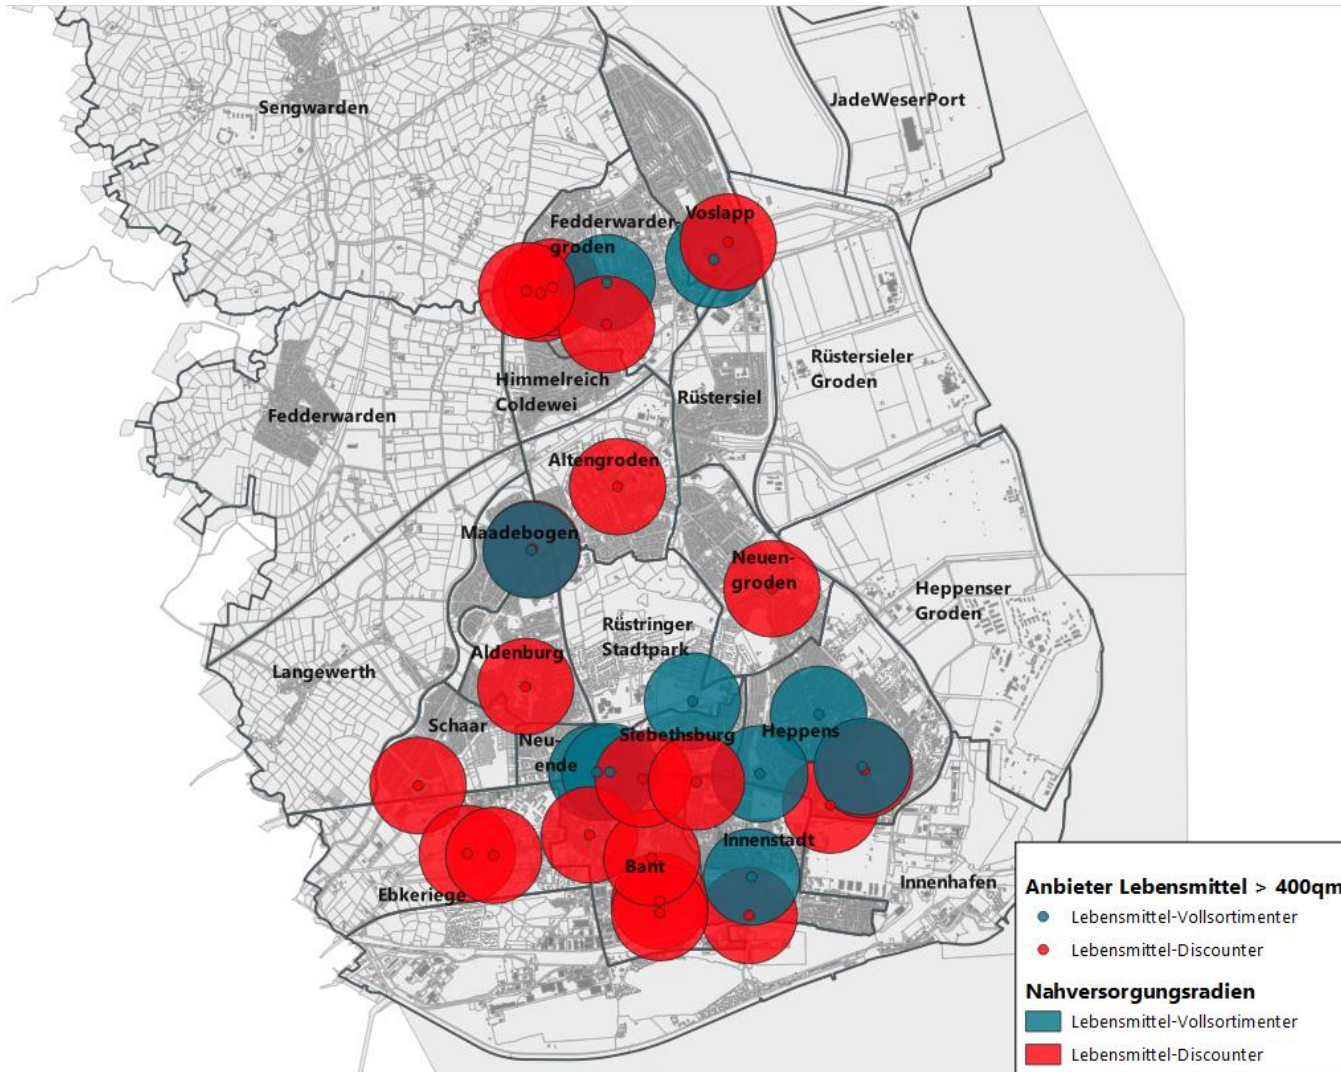 JadeWeserPort
Sengwarden
Voslapp
Fedderwarder-
groden
Rüstersieler
Groden
Himmelreich
Coldewei
Rüstersiel
Fedderwarden
Altengroden
Maadebogen
Neuen-
groden
Heppenser
Groden
Rüstringer
Stadtpark
Aldenburg
Langewerth
Schaar
Neu-
ende
Siebethsburg
Heppens
Innenstadt
Bant
Ebkeriege
Innenhafen
Anbieter Lebensmittel > 400qm
Lebensmittel-Vollsortimenter
Lebensmittel-Discounter
Nahversorgungsradien
Lebensmittel-Vollsortimenter
Lebensmittel-Discounter